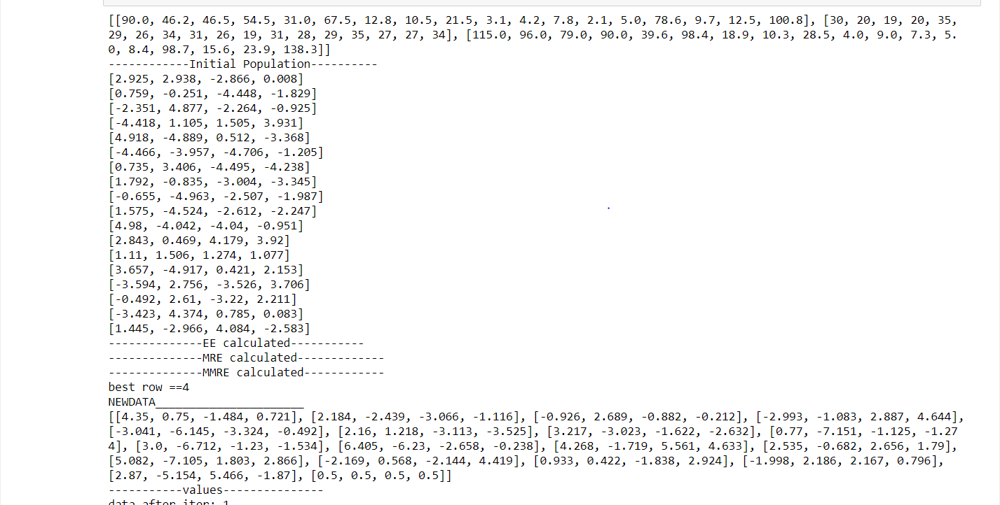 [[90.0, 46.2, 46.5, 54.5, 31.0, 67.5, 12.8, 10.5, 21.5, 3.1, 4.2, 7.8, 2.1, 5.0, 78.6, 9.7, 12.5, 100.8], [30, 20, 19, 20, 35,
29, 26, 34, 31, 26, 19, 31, 28, 29, 35, 27, 27, 34], [115.0, 96.0, 79.0, 90.0, 39.6, 98.4, 18.9, 10.3, 28.5, 4.0, 9.0, 7.3, 5.
0, 8.4, 98.7, 15.6, 23.9, 138.3]]
------------Initial Population----------
[2.925, 2.938, -2.866, 0.008]
[0.759, -0.251, -4.448, -1.829]
[-2.351, 4.877, -2.264, -0.925]
[-4.418, 1.105, 1.505, 3.931]
[4.918, -4.889, 0.512, -3.368]
[-4.466, -3.957, -4.706, -1.205]
[0.735, 3.406, -4.495, -4.238]
[1.792, -0.835, -3.004, -3.345]
[-0.655, -4.963, -2.507, -1.987]
[1.575, -4.524, -2.612, -2.247]
[4.98, -4.042, -4.04, -0.951]
[2.843, 0.469, 4.179, 3.92]
[1.11, 1.506, 1.274, 1.077]
[3.657, -4.917, 0.421, 2.153]
[-3.594, 2.756, -3.526, 3.706]
[-0.492, 2.61, -3.22, 2.211]
[-3.423, 4.374, 0.785, 0.083]
[1.445, -2.966, 4.084, -2.583]
--------------EE calculated-----------
--------------MRE calculated-------------
--------------MMRE calculated------------
best row ==4
NEWDATA______________________
[[4.35, 0.75, -1.484, 0.721], [2.184, -2.439, -3.066, -1.116], [-0.926, 2.689, -0.882, -0.212], [-2.993, -1.083, 2.887, 4.644],
[-3.041, -6.145, -3.324, -0.492], [2.16, 1.218, -3.113, -3.525], [3.217, -3.023, -1.622, -2.632], [0.77, -7.151, -1.125, -1.27
4], [3.0, -6.712, -1.23, -1.534], [6.405, -6.23, -2.658, -0.238], [4.268, -1.719, 5.561, 4.633], [2.535, -0.682, 2.656, 1.79],
[5.082, -7.105, 1.803, 2.866], [-2.169, 0.568, -2.144, 4.419], [0.933, 0.422, -1.838, 2.924], [-1.998, 2.186, 2.167, 0.796],
[2.87, -5.154, 5.466, -1.87], [0.5, 0.5, 0.5, 0.5]]
-----------values---------------
data after iter: 1